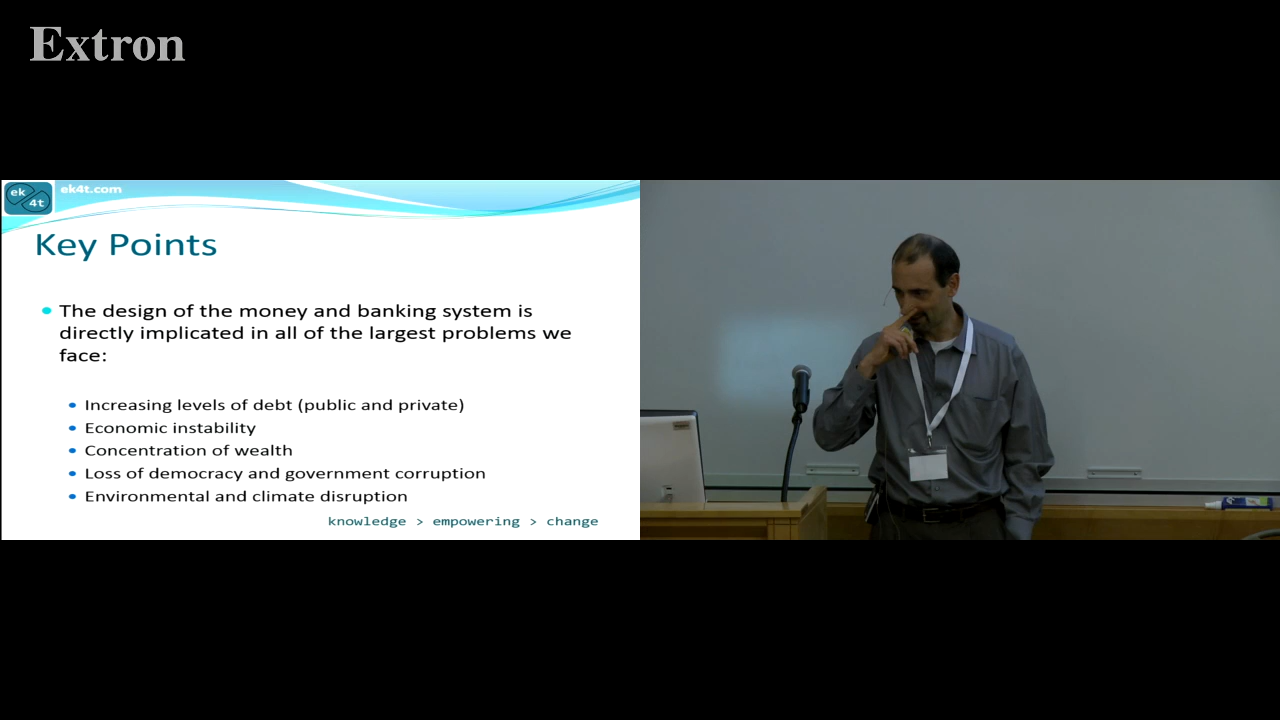 Extron
ek
4t
ek4t.com
Key Points
• The design of the money and banking system is
directly implicated in all of the largest problems we
face:
• Increasing levels of debt (public and private)
• Economic instability
• Concentration of wealth
• Loss of democracy and government corruption
• Environmental and climate disruption
knowledge > empowering > change